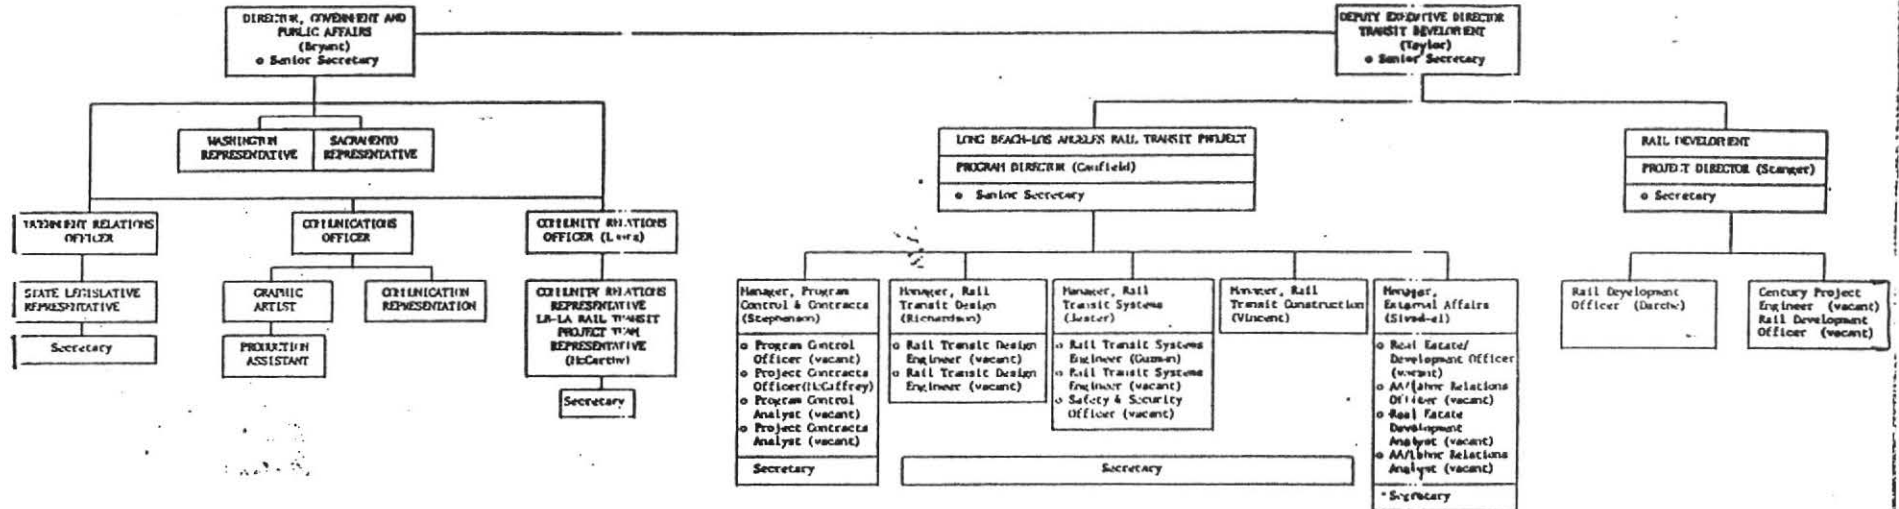 DIRECTOR, GOVERNMENT AND
PUBLIC AFFAIRS
(Bryant)
o Senior Secretary
DEPUTY EXECUTIVE DIRECTOR
TRANSIT DEVELOPMENT
(Taylor)
o Senior Secretary
WASHINGTON
REPRESENTATIVE
SACRAMENTO
REPRESENTATIVE
LONG BEACH-LOS ANGELES RAIL TRANSIT PROJECT
PROGRAM DIRECTOR (Caufield)
o Senior Secretary
RAIL DEVELOPMENT
PROJECT DIRECTOR (Stanger)
o Secretary
RELATIONS
OFFICER
COMMUNICATIONS
OFFICER
COMMUNITY RELATIONS
OFFICER
STATE LEGISLATIVE
REPRESENTATIVE
Secretary
GRAPHIC
ARTIST
PRODUCTION
ASSISTANT
COMMUNICATION
REPRESENTATION
COMMUNITY RELATIONS
REPRESENTATIVE
LB-LA RAIL TRANSIT
PROJECT TEAM
REPRESENTATIVE
(McCarthy)
Secretary
Manager, Program
Control & Contracts
(Stephenson)
o Program Control
Officer (vacant)
o Project Contracts
Officer(McCaffrey)
o Program Control
Analyst (vacant)
o Project Contracts
Analyst (vacant)
Secretary
Manager, Rail
Transit Design
(Richardson)
o Rail Transit Design
Engineer (vacant)
o Rail Transit Design
Engineer (vacant)
Manager, Rail
Transit Systems
(Jester)
o Rail Transit Systems
Engineer (Guzman)
o Rail Transit Systems
Engineer (vacant)
o Safety & Security
Officer (vacant)
Manager, Rail
Transit Construction
(Vincent)
Secretary
Manager,
External Affairs
o Real Estate/
Development Officer
(vacant)
o AA/Labor Relations
Officer (vacant)
o Real Estate
Development
Analyst (vacant)
o AA/Labor Relations
Analyst (vacant)
Secretary
Rail Development
Officer (Darche)
Century Project
Engineer (vacant)
Rail Development
Officer (vacant)